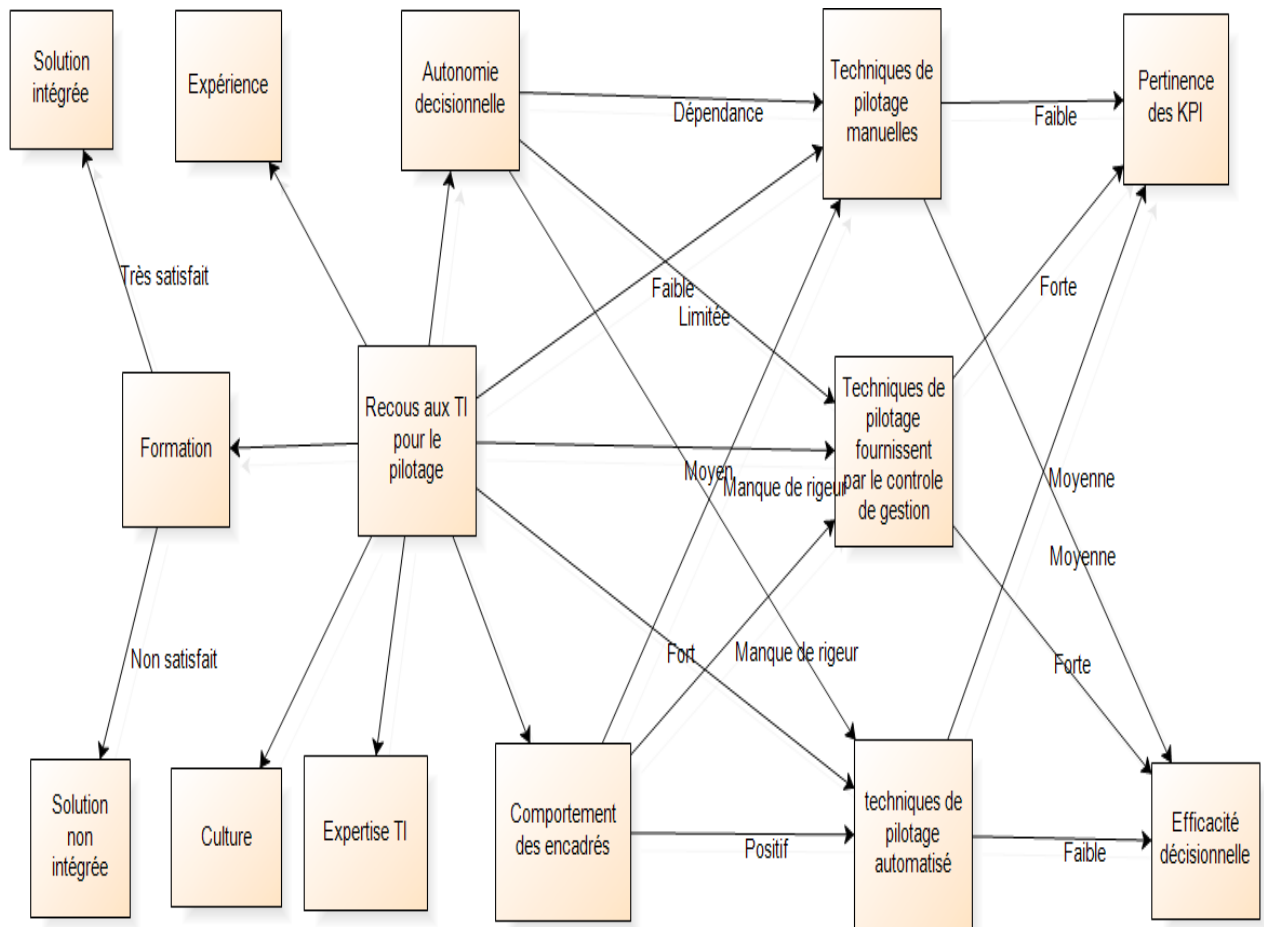 Solution
intégrée
Expérience
Autonomie
decisionnelle
Techniques de
pilotage
manuelles
Pertinence
des KPI
Dépendance
Faible
Très satisfait
Faible
Limitée
Forte
Formation
Recous aux TI
pour le
pilotage
Techniques de
pilotage
fournissent
par le controle
de gestion
Moyen
Manque de rigeur
Moyenne
Moyenne
Non satisfait
Fort
Manque de rigeur
Forte
Solution
non
intégrée
Culture
Expertise TI
Comportement
des encadrés
Positif
techniques de
pilotage
automatisé
Faible
Efficacité
décisionnelle